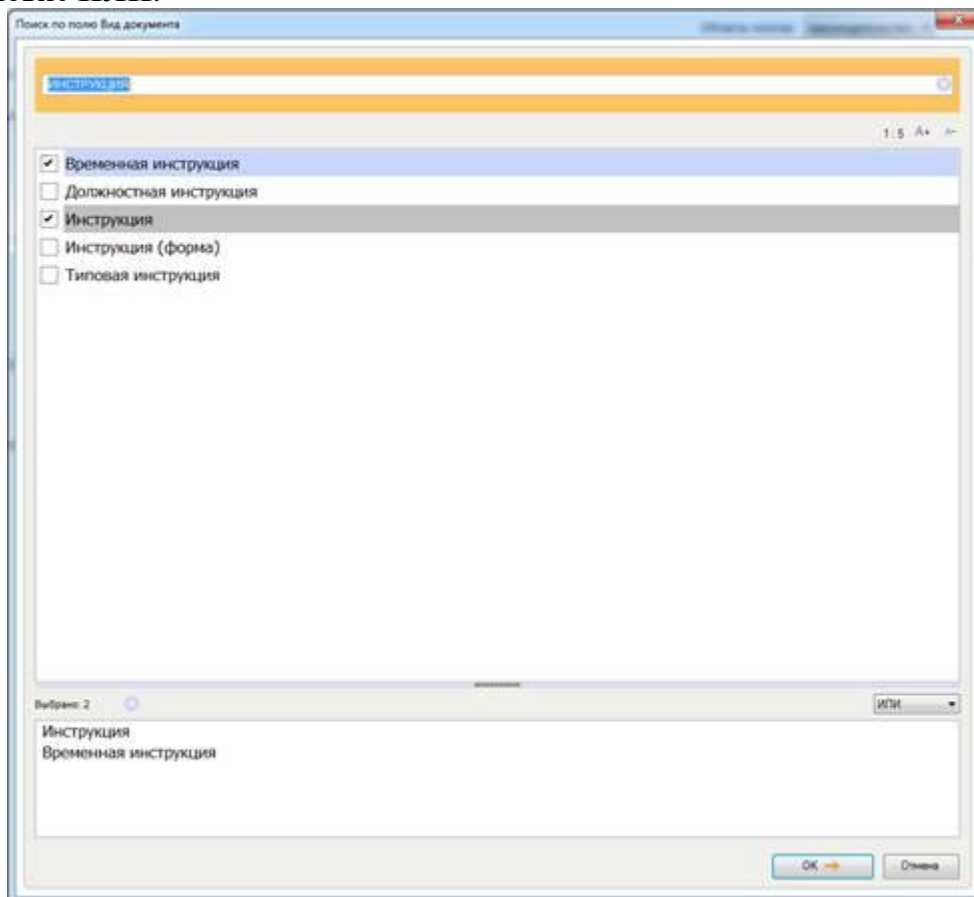 Поиск по полю Вид документа
ИНСТРУКЦИЯ
1:5 A+ A-
Временная инструкция
Должностная инструкция
Инструкция
Инструкция (форма)
Типовая инструкция
Выбрано: 2
ИЛИ
Инструкция
Временная инструкция
OK
Отмена